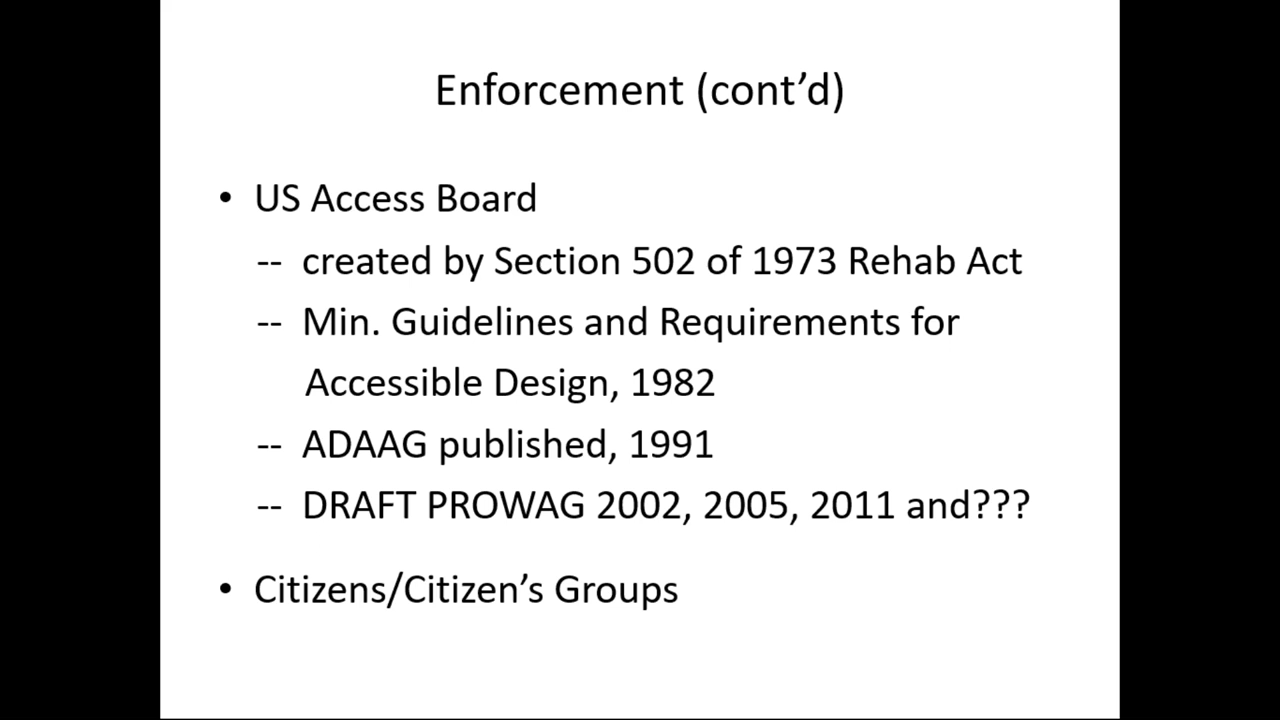 Enforcement (cont’d)
• US Access Board
-- created by Section 502 of 1973 Rehab Act
-- Min. Guidelines and Requirements for
Accessible Design, 1982
-- ADAAG published, 1991
-- DRAFT PROWAG 2002, 2005, 2011 and???
• Citizens/Citizen’s Groups